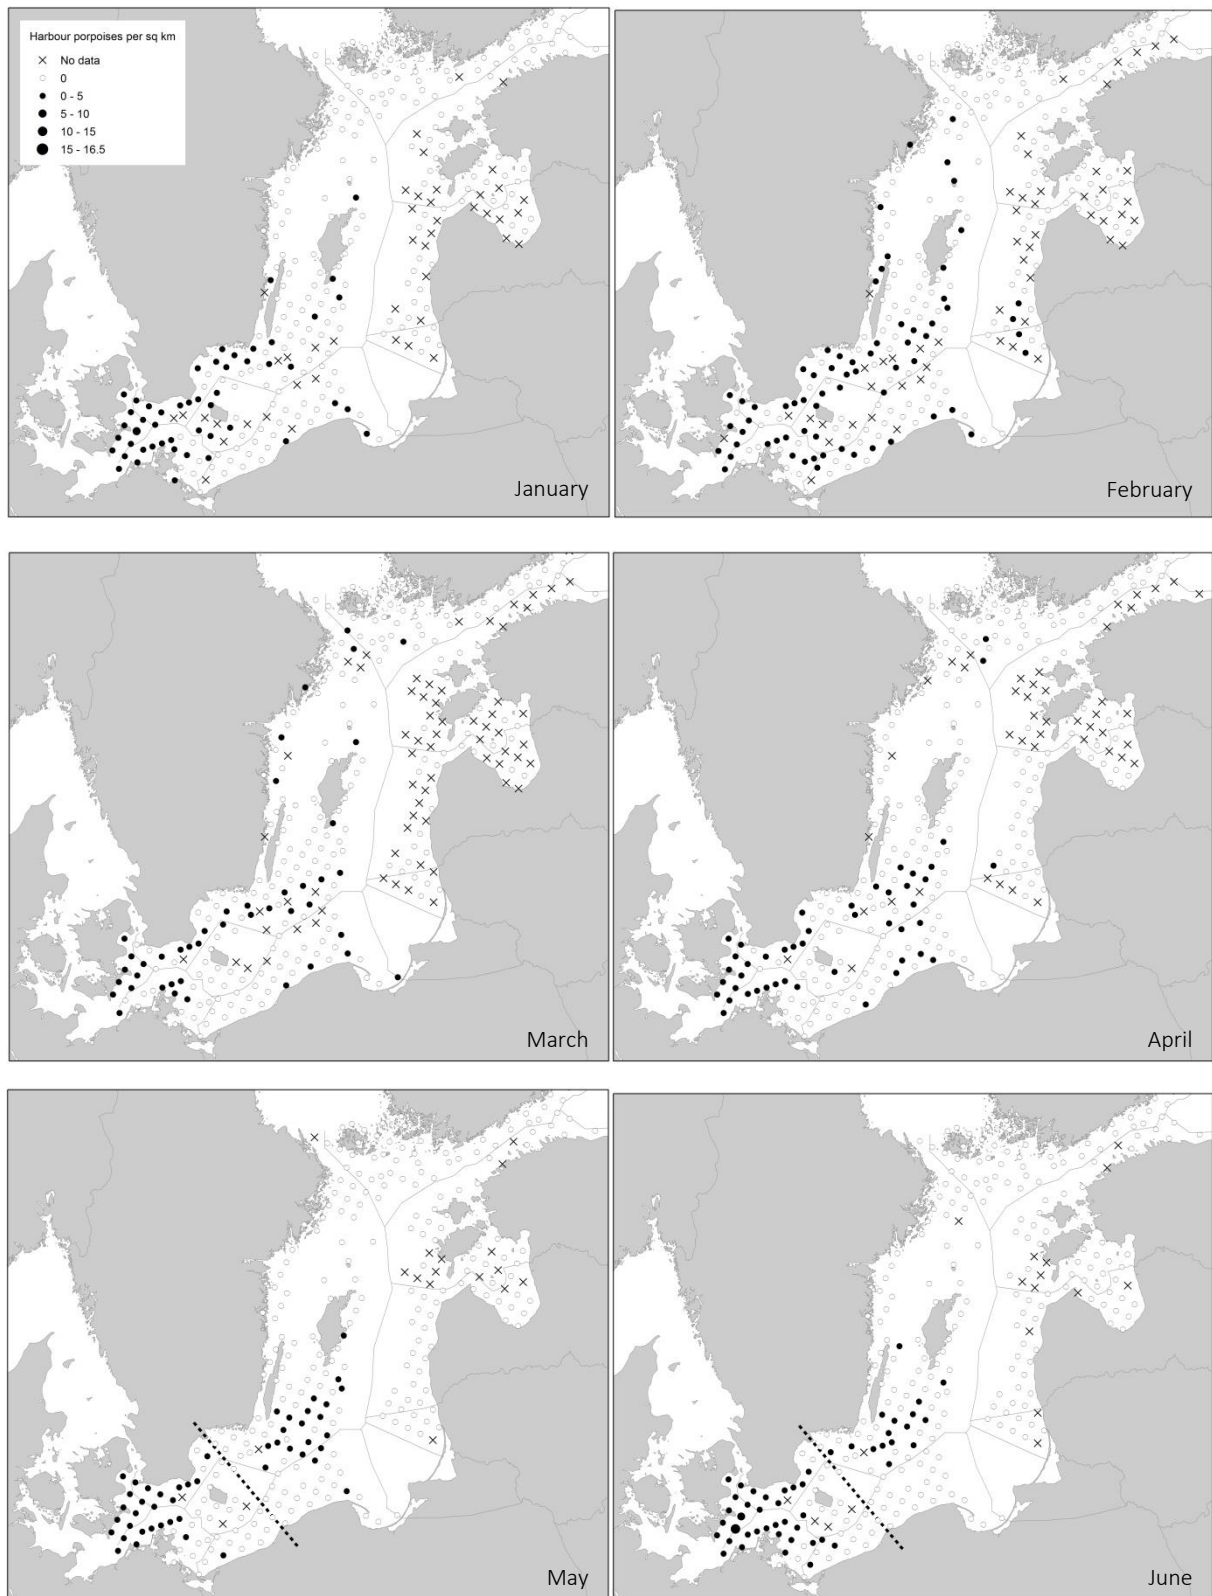 Harbour porpoises per sq km
No data
0
0 - 5
5 - 10
10 - 15
15 - 16.5
January
February
March
April
May
June